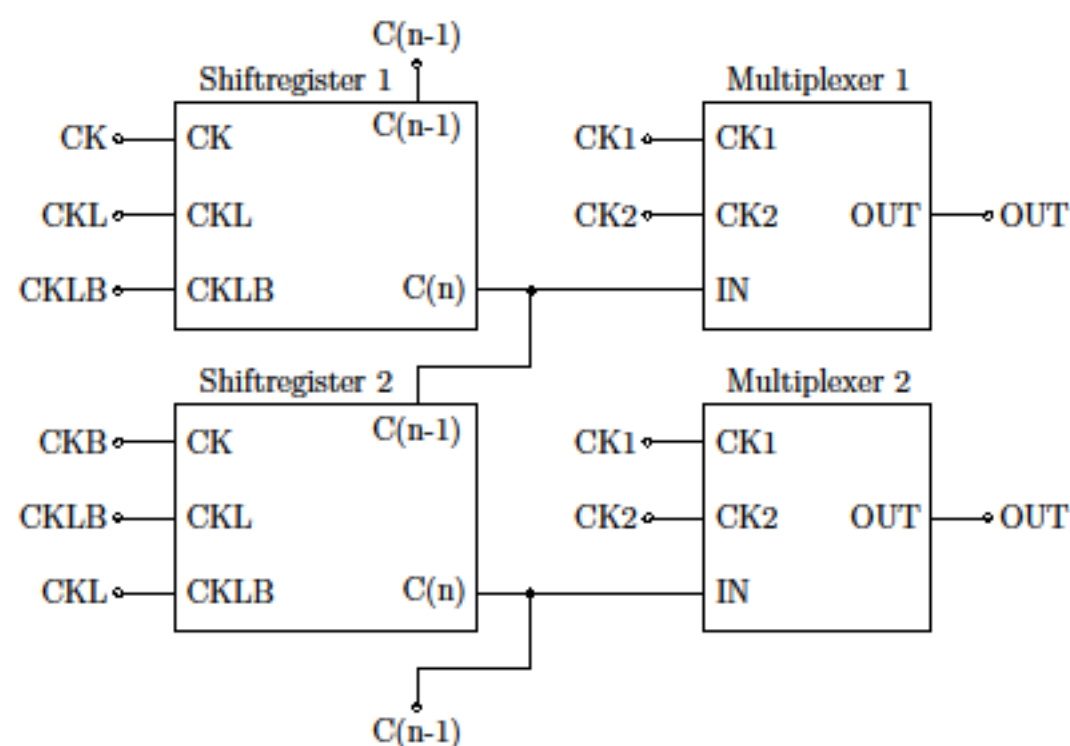 C(n-1)
Shiftregister 1
Multiplexer 1
C(n-1)
CK CK
CK1 CK1
CKL CKL
CK2 CK2 OUT OUT
CKLB CKLB C(n)
IN
Shiftregister 2
Multiplexer 2
C(n-1)
CKB CK
CK1 CK1
CKLB CKL
CK2 CK2 OUT OUT
CKL CKLB C(n)
IN
C(n-1)